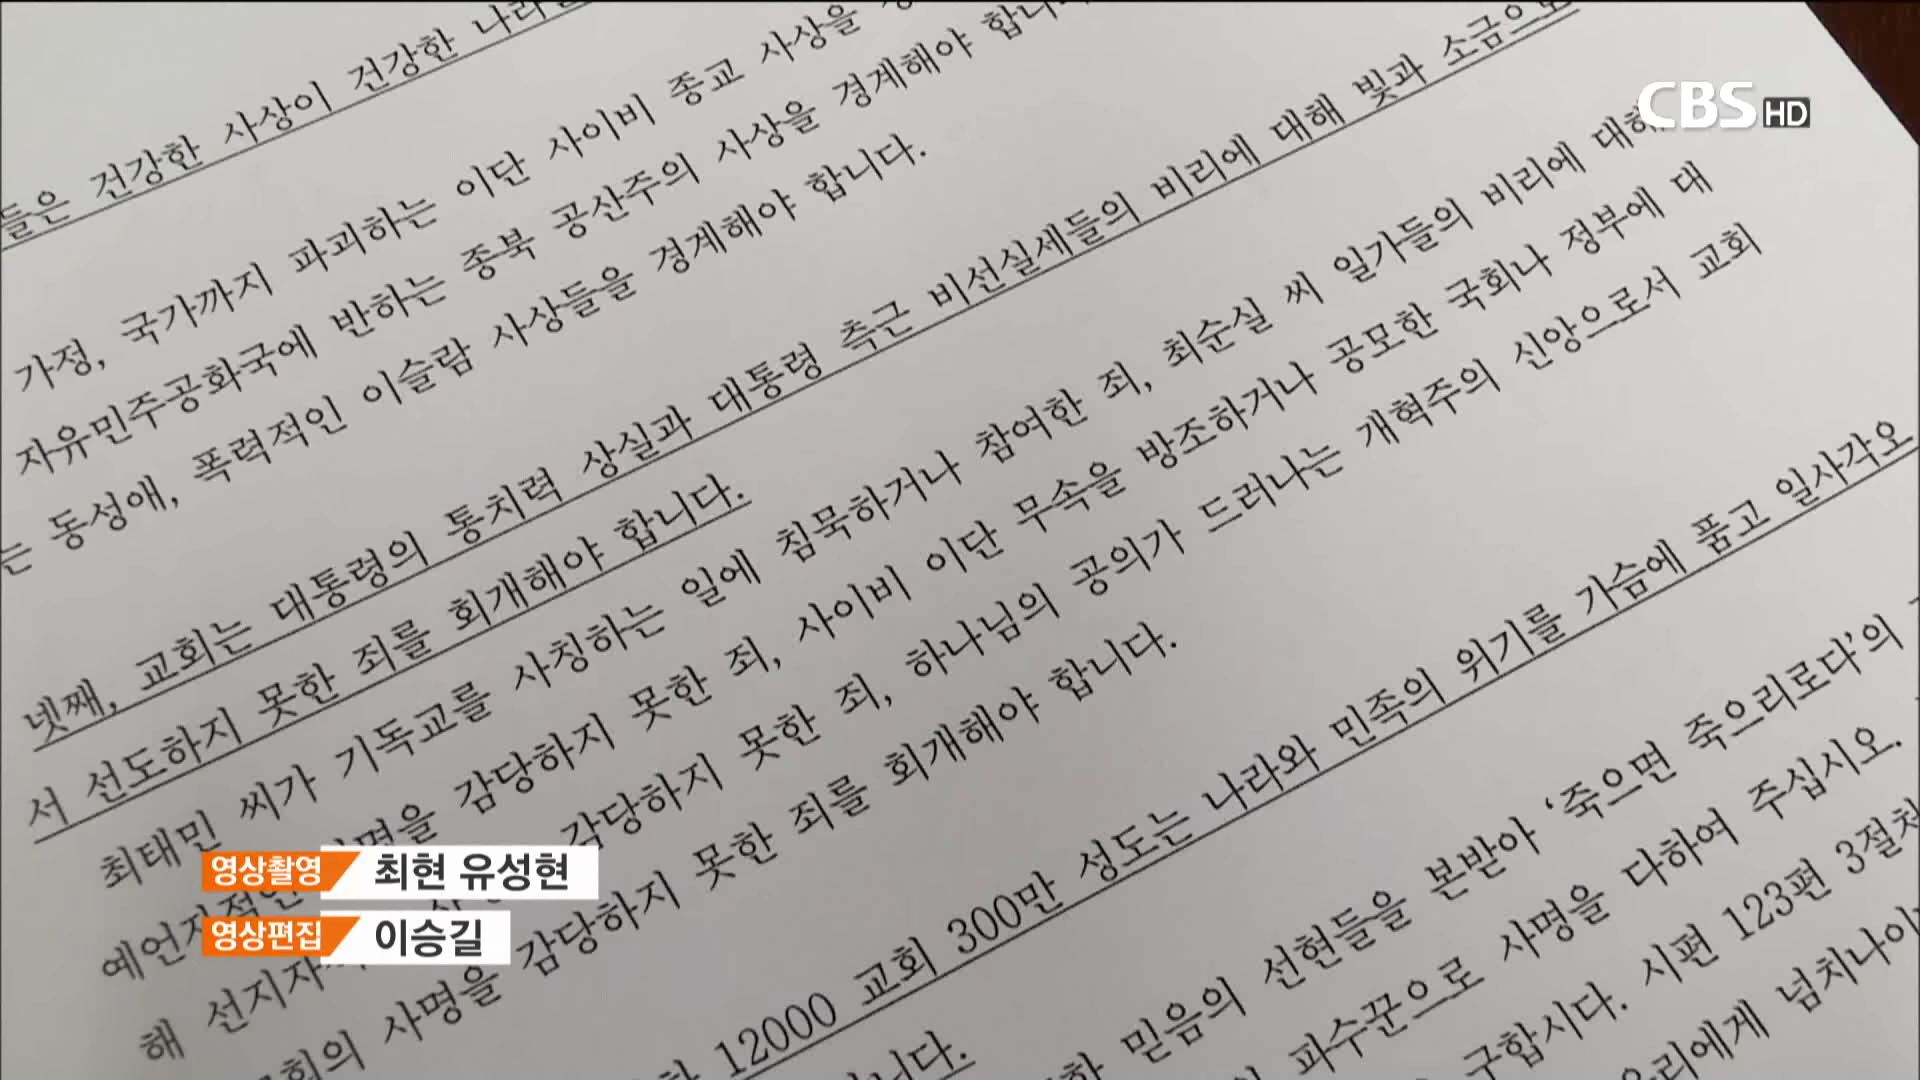 들은 건강한 사상이 건강한
가정, 국가까지 파괴하는 이단 사이비 종교 사상을
자유민주공화국에 반하는 종북 공산주의 사상을 경계해야
는 동성애, 폭력적인 이슬람 사상들을 경계해야 합니다.
넷째, 교회는 대통령의 통치력 상실과 대통령 측근 비선실세들의 비리에 대해 빛과 소금으로
서 선도하지 못한 죄를 회개해야 합니다.
최태민 씨가 기독교를 사칭하는 일에 침묵하거나 참여한 죄, 최순실 씨 일가들의 비리에 대해
감당하지 못한 죄, 사이비 이단 무속을 방조하거나 공모한 국회나 정부에 대
해 선지자 감당하지 못한 죄, 하나님의 공의가 드러나는 개혁주의 신앙으로서 교회
의 사명을 감당하지 못한 죄를 회개해야 합니다.
12000 교회 300만 성도는 나라와 민족의 위기를 가슴에 품고 일사각오
믿음의 선현들을 본받아 ‘죽으면 죽으리로다’의
파수꾼으로 사명을 다하여 주십시오.
구합시다. 시편 123편 3절
넘치나이
CBS HD
영상촬영 최현 유성현
영상편집 이승길